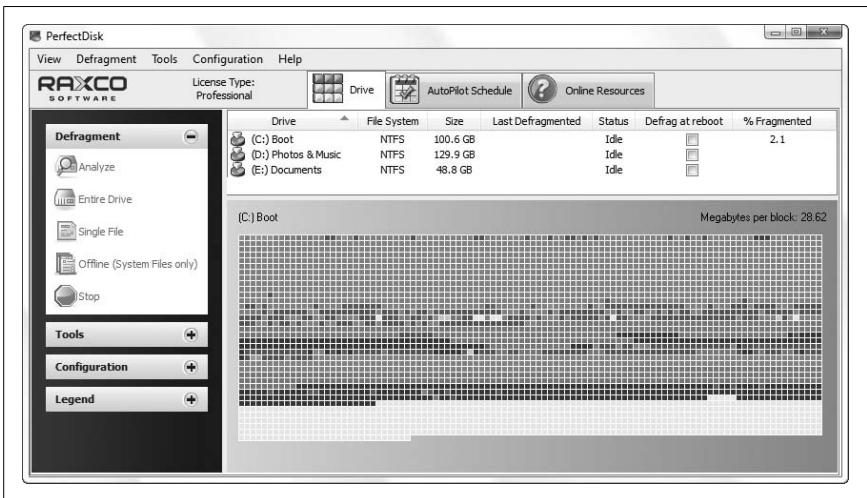 PerfectDisk
View Defragment Tools Configuration Help
RAXCO
SOFTWARE
License Type:
Professional
Drive
AutoPilot Schedule
Online Resources
Defragment
Analyze
Entire Drive
Single File
Offline (System Files only)
Stop
Tools
Configuration
Legend
Drive File System Size Last Defragmented Status Defrag at reboot % Fragmented
(C:) Boot NTFS 100.6 GB Idle 2.1
(D:) Photos & Music NTFS 129.9 GB Idle
(E:) Documents NTFS 48.8 GB Idle
(C:) Boot Megabytes per block: 28.62